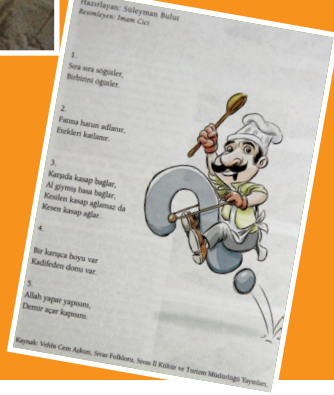 Hazırlayan: Süleyman Bulut
Resimleyen: İmam Cici
1.
Sıra sıra söğütler,
Birbirini öğütler.
2.
Fatma hatun adlanır,
Etekleri katlanır.
3.
Karşıda kasap bağlar,
Al giymiş basa bağlar,
Kesilen kasap ağlamaz da
Kesen kasap ağlar.
4.
Bir karışca boyu var
Kadifeden donu var.
5.
Allah yapar yapısını,
Demir açar kapısını.
Kaynak: Vehbi Cem Aşkun, Sivas Folkloru, Sivas İl Kültür ve Turizm Müdürlüğü Yayınları,